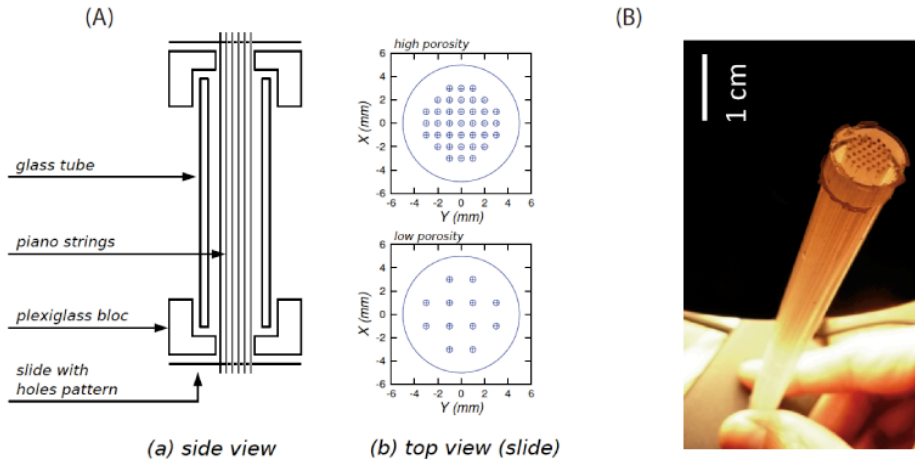 (A)
glass tube
piano strings
plexiglass bloc
slide with
holes pattern
(a) side view
high porosity
6
4
2
0
−2
−4
−6
X (mm)
−6 −4 −2 0 2 4 6
Y (mm)
low porosity
6
4
2
0
−2
−4
−6
X (mm)
−6 −4 −2 0 2 4 6
Y (mm)
(b) top view (slide)
(B)
1 cm